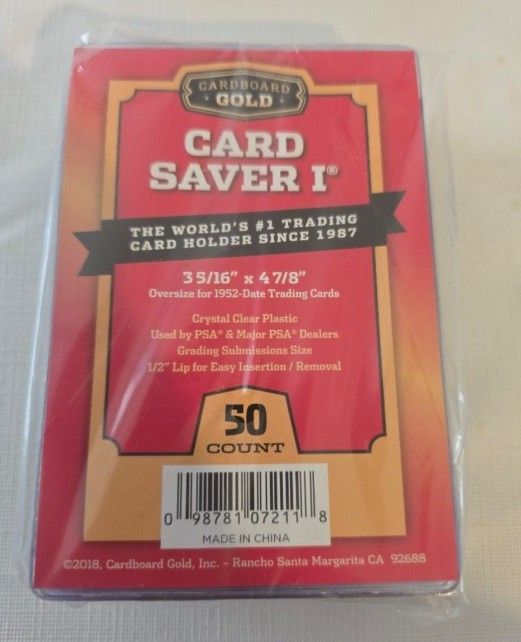 CARDBOARD
GOLD
CARD
SAVER I®
THE WORLD'S #1 TRADING
CARD HOLDER SINCE 1987
3 5/16" x 4 7/8"
Oversize for 1952-Date Trading Cards
Crystal Clear Plastic
Used by PSA® & Major PSA® Dealers
Grading Submissions Size
1/2" Lip for Easy Insertion / Removal
50
COUNT
0 98781 07211 8
MADE IN CHINA
©2018, Cardboard Gold, Inc. – Rancho Santa Margarita CA 92688